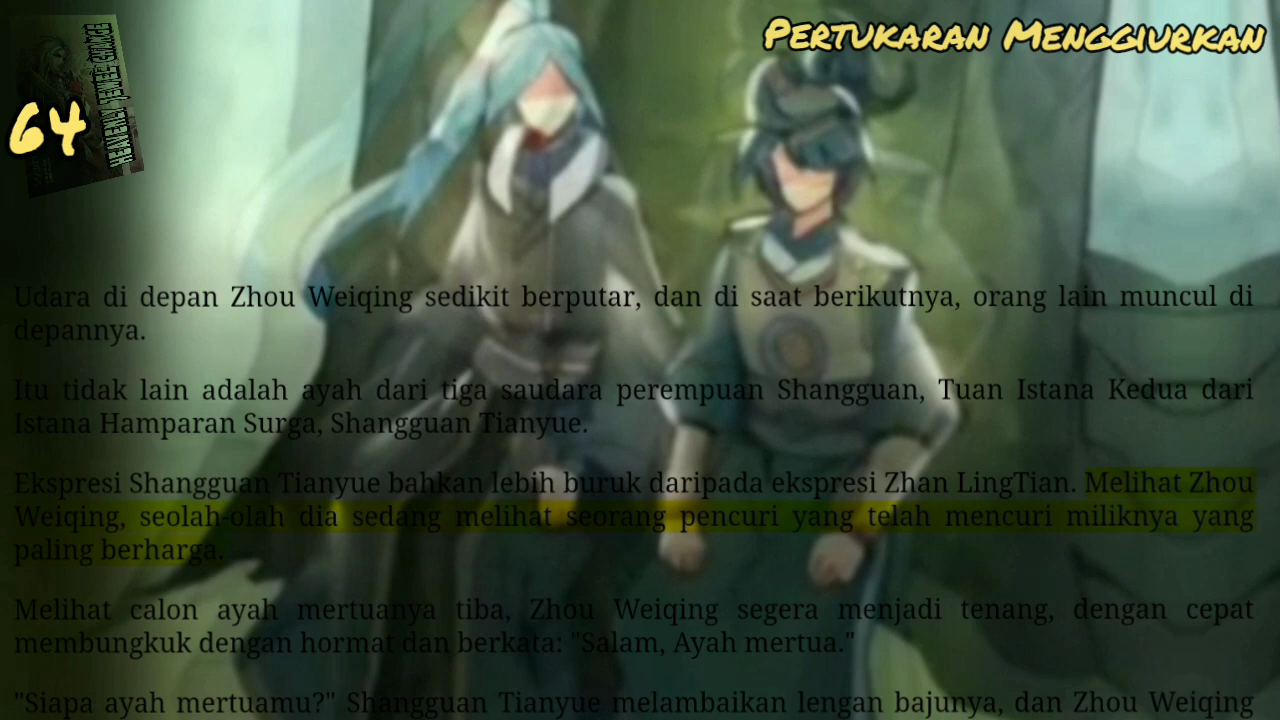 Pertukaran Menggiurkan
64
HEAVENLY JEWEL CHANGE
Udara di depan Zhou Weiqing sedikit berputar, dan di saat berikutnya, orang lain muncul di
depannya.
Itu tidak lain adalah ayah dari tiga saudara perempuan Shangguan, Tuan Istana Kedua dari
Istana Hamparan Surga, Shangguan Tianyue.
Ekspresi Shangguan Tianyue bahkan lebih buruk daripada ekspresi Zhan LingTian. Melihat Zhou
Weiqing, seolah-olah dia sedang melihat seorang pencuri yang telah mencuri miliknya yang
paling berharga.
Melihat calon ayah mertuanya tiba, Zhou Weiqing segera menjadi tenang, dengan cepat
membungkuk dengan hormat dan berkata: "Salam, Ayah mertua."
"Siapa ayah mertuamu?" Shangguan Tianyue melambaikan lengan bajunya, dan Zhou Weiqing